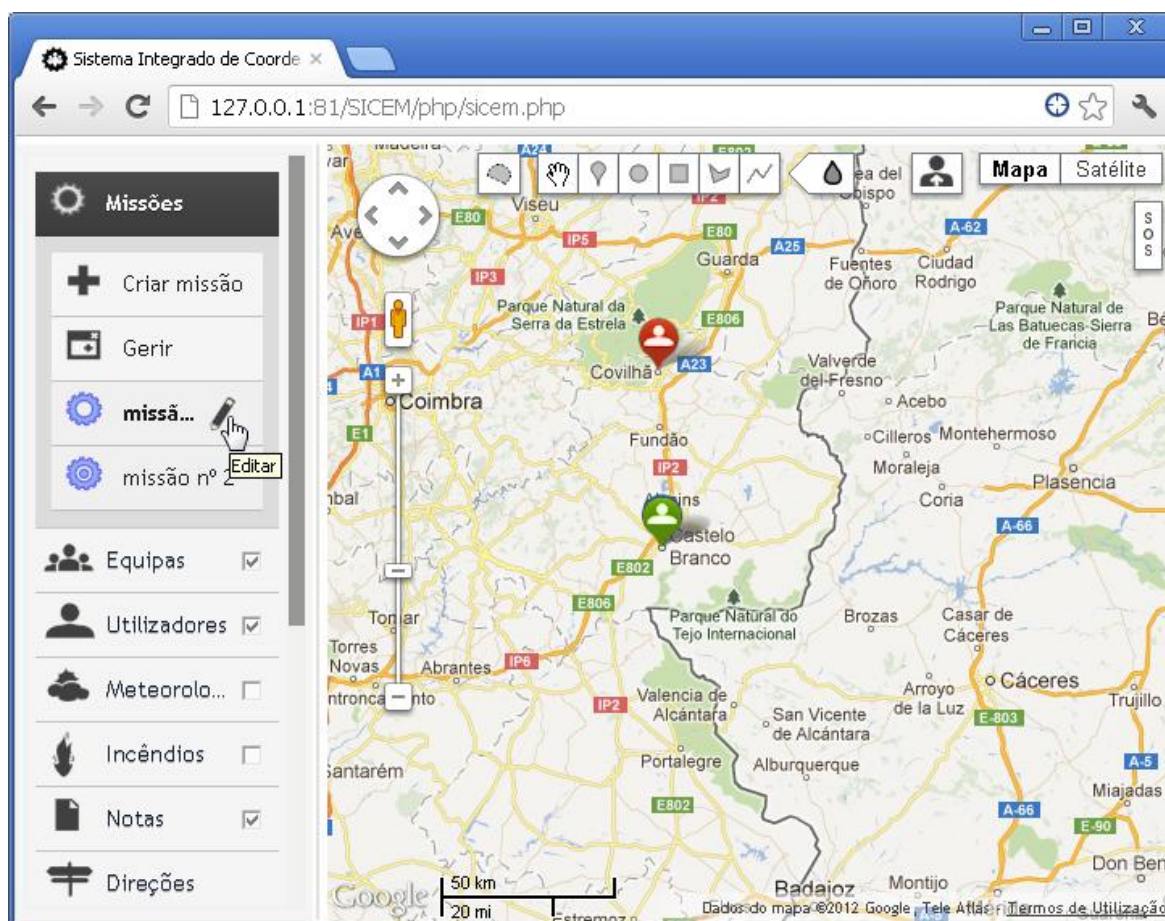 Sistema Integrado de Coorde
127.0.0.1:81/SICEM/php/sicem.php
Missões
Criar missão
Gerir
missã...
Editar
missão nº 2
Equipas
Utilizadores
Meteorolo...
Incêndios
Notas
Direções
Mapa
Satélite
SOS
A24
E802
Viseu
IP2
E80
IP5
E80
A25
A-62
Guarda
Fuentes
de Oñoro
Ciudad
Rodrigo
IP3
Parque Natural da
Serra da Estrela
E806
IP1
Parque Natural de
Las Batuecas-Sierra
de Francia
Covilhã
A23
Valverde
del Fresno
A1
Coimbra
Acebo
E1
Fundão
Cilleros
Montehermoso
IP2
Moraleja
Plasencia
Coria
A-66
Castelo
Branco
E802
E806
Parque Natural do
Tejo Internacional
Brozas
Casar de
Cáceres
Tomar
Torres
Novas
Abrantes
IP6
Cáceres
Arroyo
de la Luz
Trujillo
IP2
Valencia de
Alcántara
San Vicente
de Alcántara
E-803
Portalegre
Alburquerque
A-5
Santarém
Miajadas
E802
A-66
E-90
Don Ben
Badajoz
Montijo
Google
50 km
20 mi
Estremoz
Dados do mapa ©2012 Google, Tele Atlas - Termos de Utilização